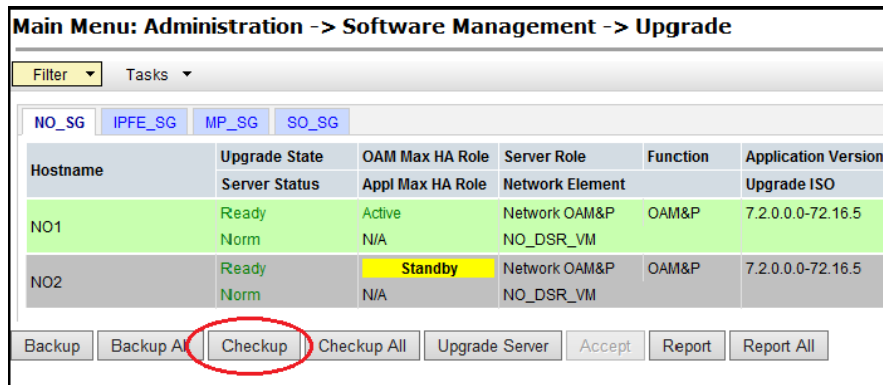 Main Menu: Administration -> Software Management -> Upgrade
Filter Tasks
NO_SG IPFE_SG MP_SG SO_SG
Hostname Upgrade State OAM Max HA Role Server Role Function Application Version
Server Status Appl Max HA Role Network Element Upgrade ISO
NO1 Ready Active Network OAM&P OAM&P 7.2.0.0.0-72.16.5
Norm N/A NO_DSR_VM
NO2 Ready Standby Network OAM&P OAM&P 7.2.0.0.0-72.16.5
Norm N/A NO_DSR_VM
Backup Backup All Checkup Checkup All Upgrade Server Accept Report Report All